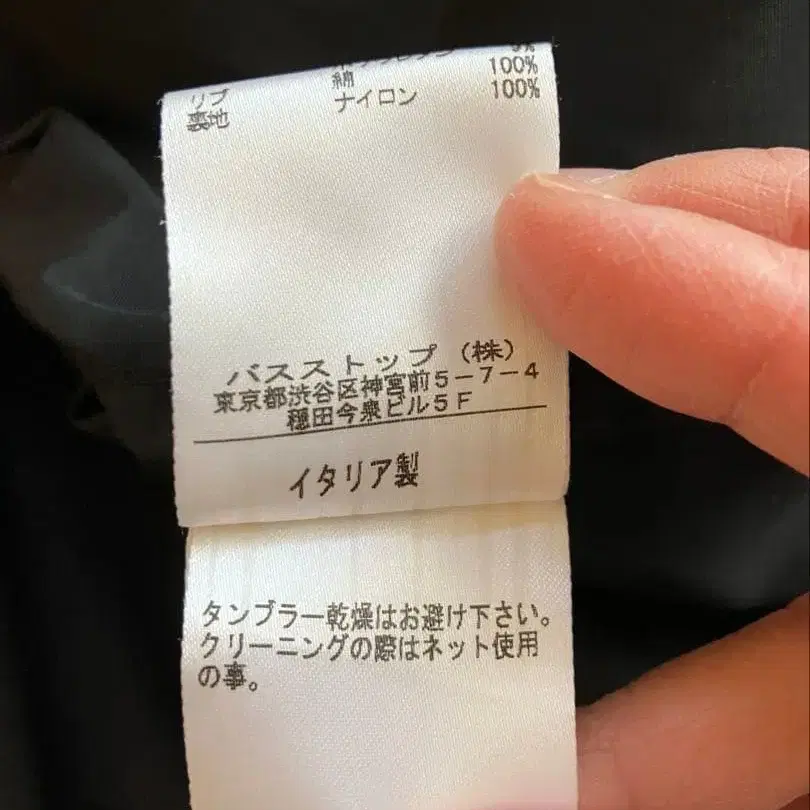 リブ 綿 100%
裏地 ナイロン 100%
バスストップ（株）
東京都渋谷区神宮前5-7-4
穏田今泉ビル5F
イタリア製
タンブラー乾燥はお避け下さい。
クリーニングの際はネット使用
の事。